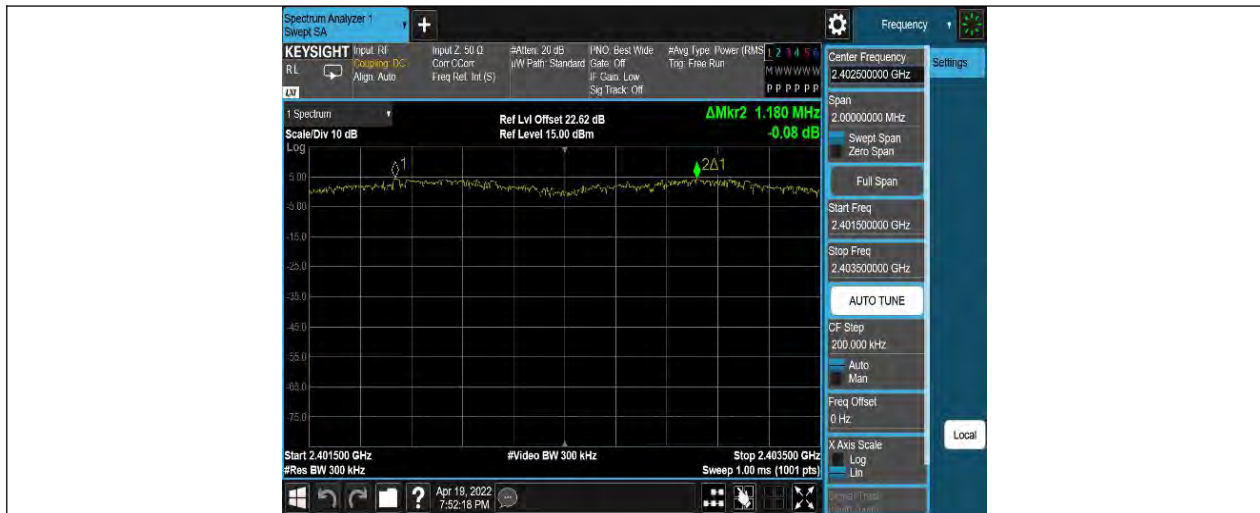 Spectrum Analyzer 1
Swept SA
+
Frequency
KEYSIGHT
RL
LXI
Input: RF
Coupling: DC
Align: Auto
Input Z: 50 Ω
Corr CCorr
Freq Ref: Int (S)
#Atten: 20 dB
µW Path: Standard
PNO: Best Wide
Gate: Off
IF Gain: Low
Sig Track: Off
#Avg Type: Power (RMS
Trig: Free Run
1 2 3 4 5 6
M W W W W W
P P P P P P
1 Spectrum
Scale/Div 10 dB
Ref Lvl Offset 22.62 dB
Ref Level 15.00 dBm
ΔMkr2 1.180 MHz
-0.08 dB
Log
1
2Δ1
5.00
-5.00
-15.0
-25.0
-35.0
-45.0
-55.0
-65.0
-75.0
Start 2.401500 GHz
#Video BW 300 kHz
Stop 2.403500 GHz
#Res BW 300 kHz
Sweep 1.00 ms (1001 pts)
?
Apr 19, 2022
7:52:18 PM
Center Frequency
2.402500000 GHz
Settings
Span
2.00000000 MHz
Swept Span
Zero Span
Full Span
Start Freq
2.401500000 GHz
Stop Freq
2.403500000 GHz
AUTO TUNE
CF Step
200.000 kHz
Auto
Man
Freq Offset
0 Hz
X Axis Scale
Log
Lin
Local